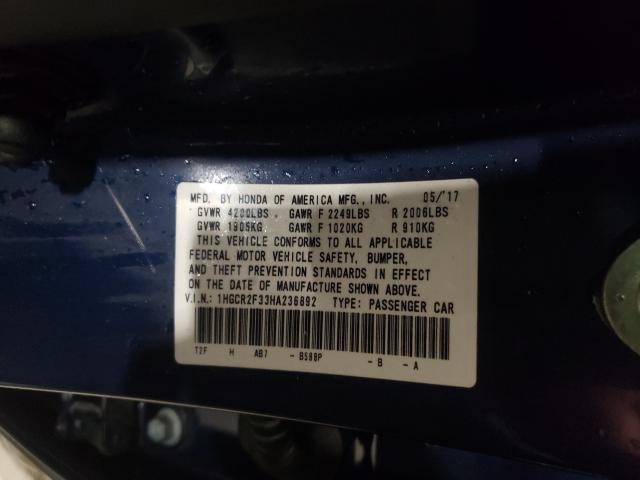 MFD. BY HONDA OF AMERICA MFG., INC. 05/'17
GVWR 4200LBS GAWR F 2249LBS R 2006LBS
GVWR 1905KG GAWR F 1020KG R 910KG
THIS VEHICLE CONFORMS TO ALL APPLICABLE
FEDERAL MOTOR VEHICLE SAFETY, BUMPER,
AND THEFT PREVENTION STANDARDS IN EFFECT
ON THE DATE OF MANUFACTURE SHOWN ABOVE.
V.I.N.: 1HGCR2F33HA236892 TYPE: PASSENGER CAR
T2F H AB7 -B588P -B -A